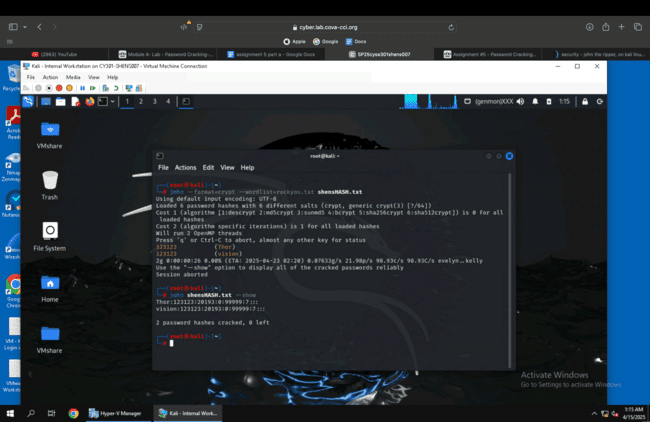 cyber.lab.cova-cci.org
Apple Google Docs
(2963) YouTube
Module 4- Lab - Password Cracking-...
assignment 5 part a - Google Docs
SP25cyse301shens007
Assignment #5 - Password Cracking...
security - john the ripper, on kali linu...
Kali - Internal Workstation on CY301-SHENS007 - Virtual Machine Connection
File Action Media View Help
1 2 3 4
(genmon)XXX 1:15
VMshare
Trash
File System
Home
VMshare
root@kali: ~
File Actions Edit View Help
(root@kali)-[~]
john --format=crypt --wordlist=rockyou.txt shensHASH.txt
Using default input encoding: UTF-8
Loaded 6 password hashes with 6 different salts (crypt, generic crypt(3) [?/64])
Cost 1 (algorithm [1:descrypt 2:md5crypt 3:sunmd5 4:bcrypt 5:sha256crypt 6:sha512crypt]) is 0 for all
loaded hashes
Cost 2 (algorithm specific iterations) is 1 for all loaded hashes
Will run 2 OpenMP threads
Press 'q' or Ctrl-C to abort, almost any other key for status
123123 (Thor)
123123 (vision)
2g 0:00:00:26 0.00% (ETA: 2025-04-23 02:20) 0.07633g/s 21.98p/s 98.93c/s 98.93C/s evelyn..kelly
Use the "--show" option to display all of the cracked passwords reliably
Session aborted
(root@kali)-[~]
john shensHASH.txt --show
Thor:123123:20193:0:99999:7:::
vision:123123:20193:0:99999:7:::
2 password hashes cracked, 0 left
(root@kali)-[~]
Activate Windows
Go to Settings to activate Windows.
Hyper-V Manager
Kali - Internal Work...
1:15 AM
4/15/2025